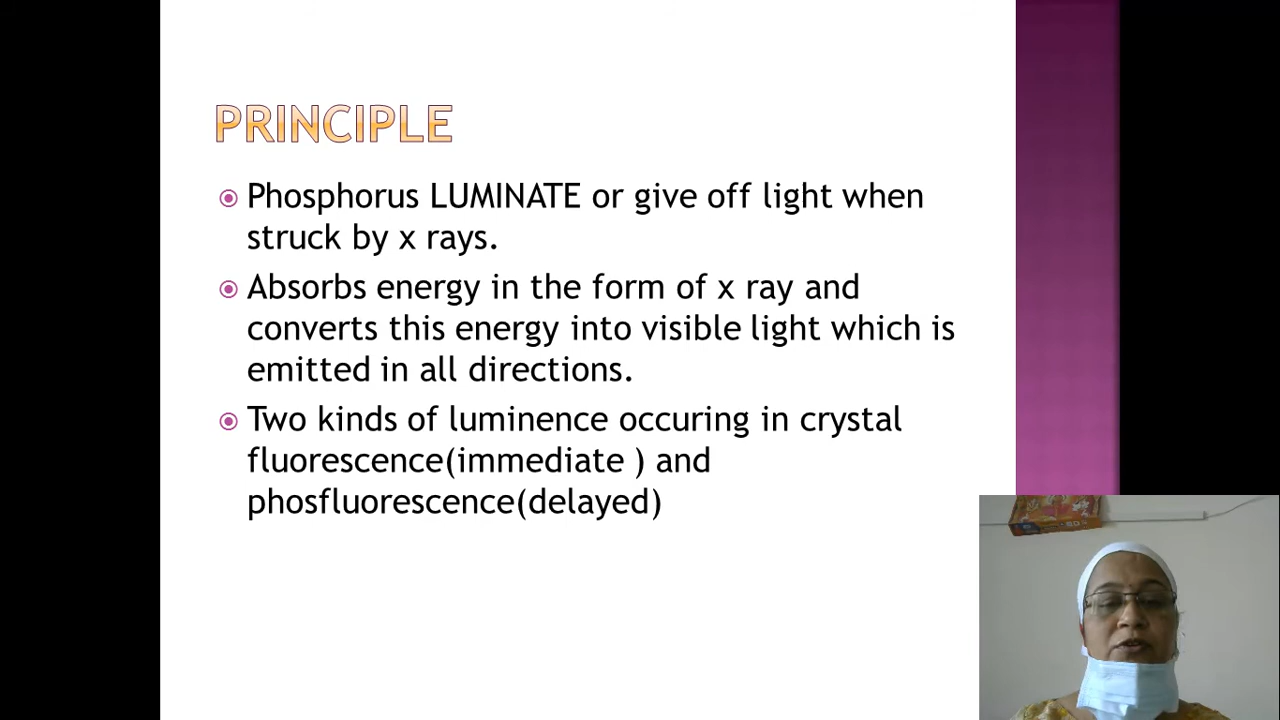 PRINCIPLE
Phosphorus LUMINATE or give off light when
struck by x rays.
Absorbs energy in the form of x ray and
converts this energy into visible light which is
emitted in all directions.
Two kinds of luminence occuring in crystal
fluorescence(immediate ) and
phosfluorescence(delayed)